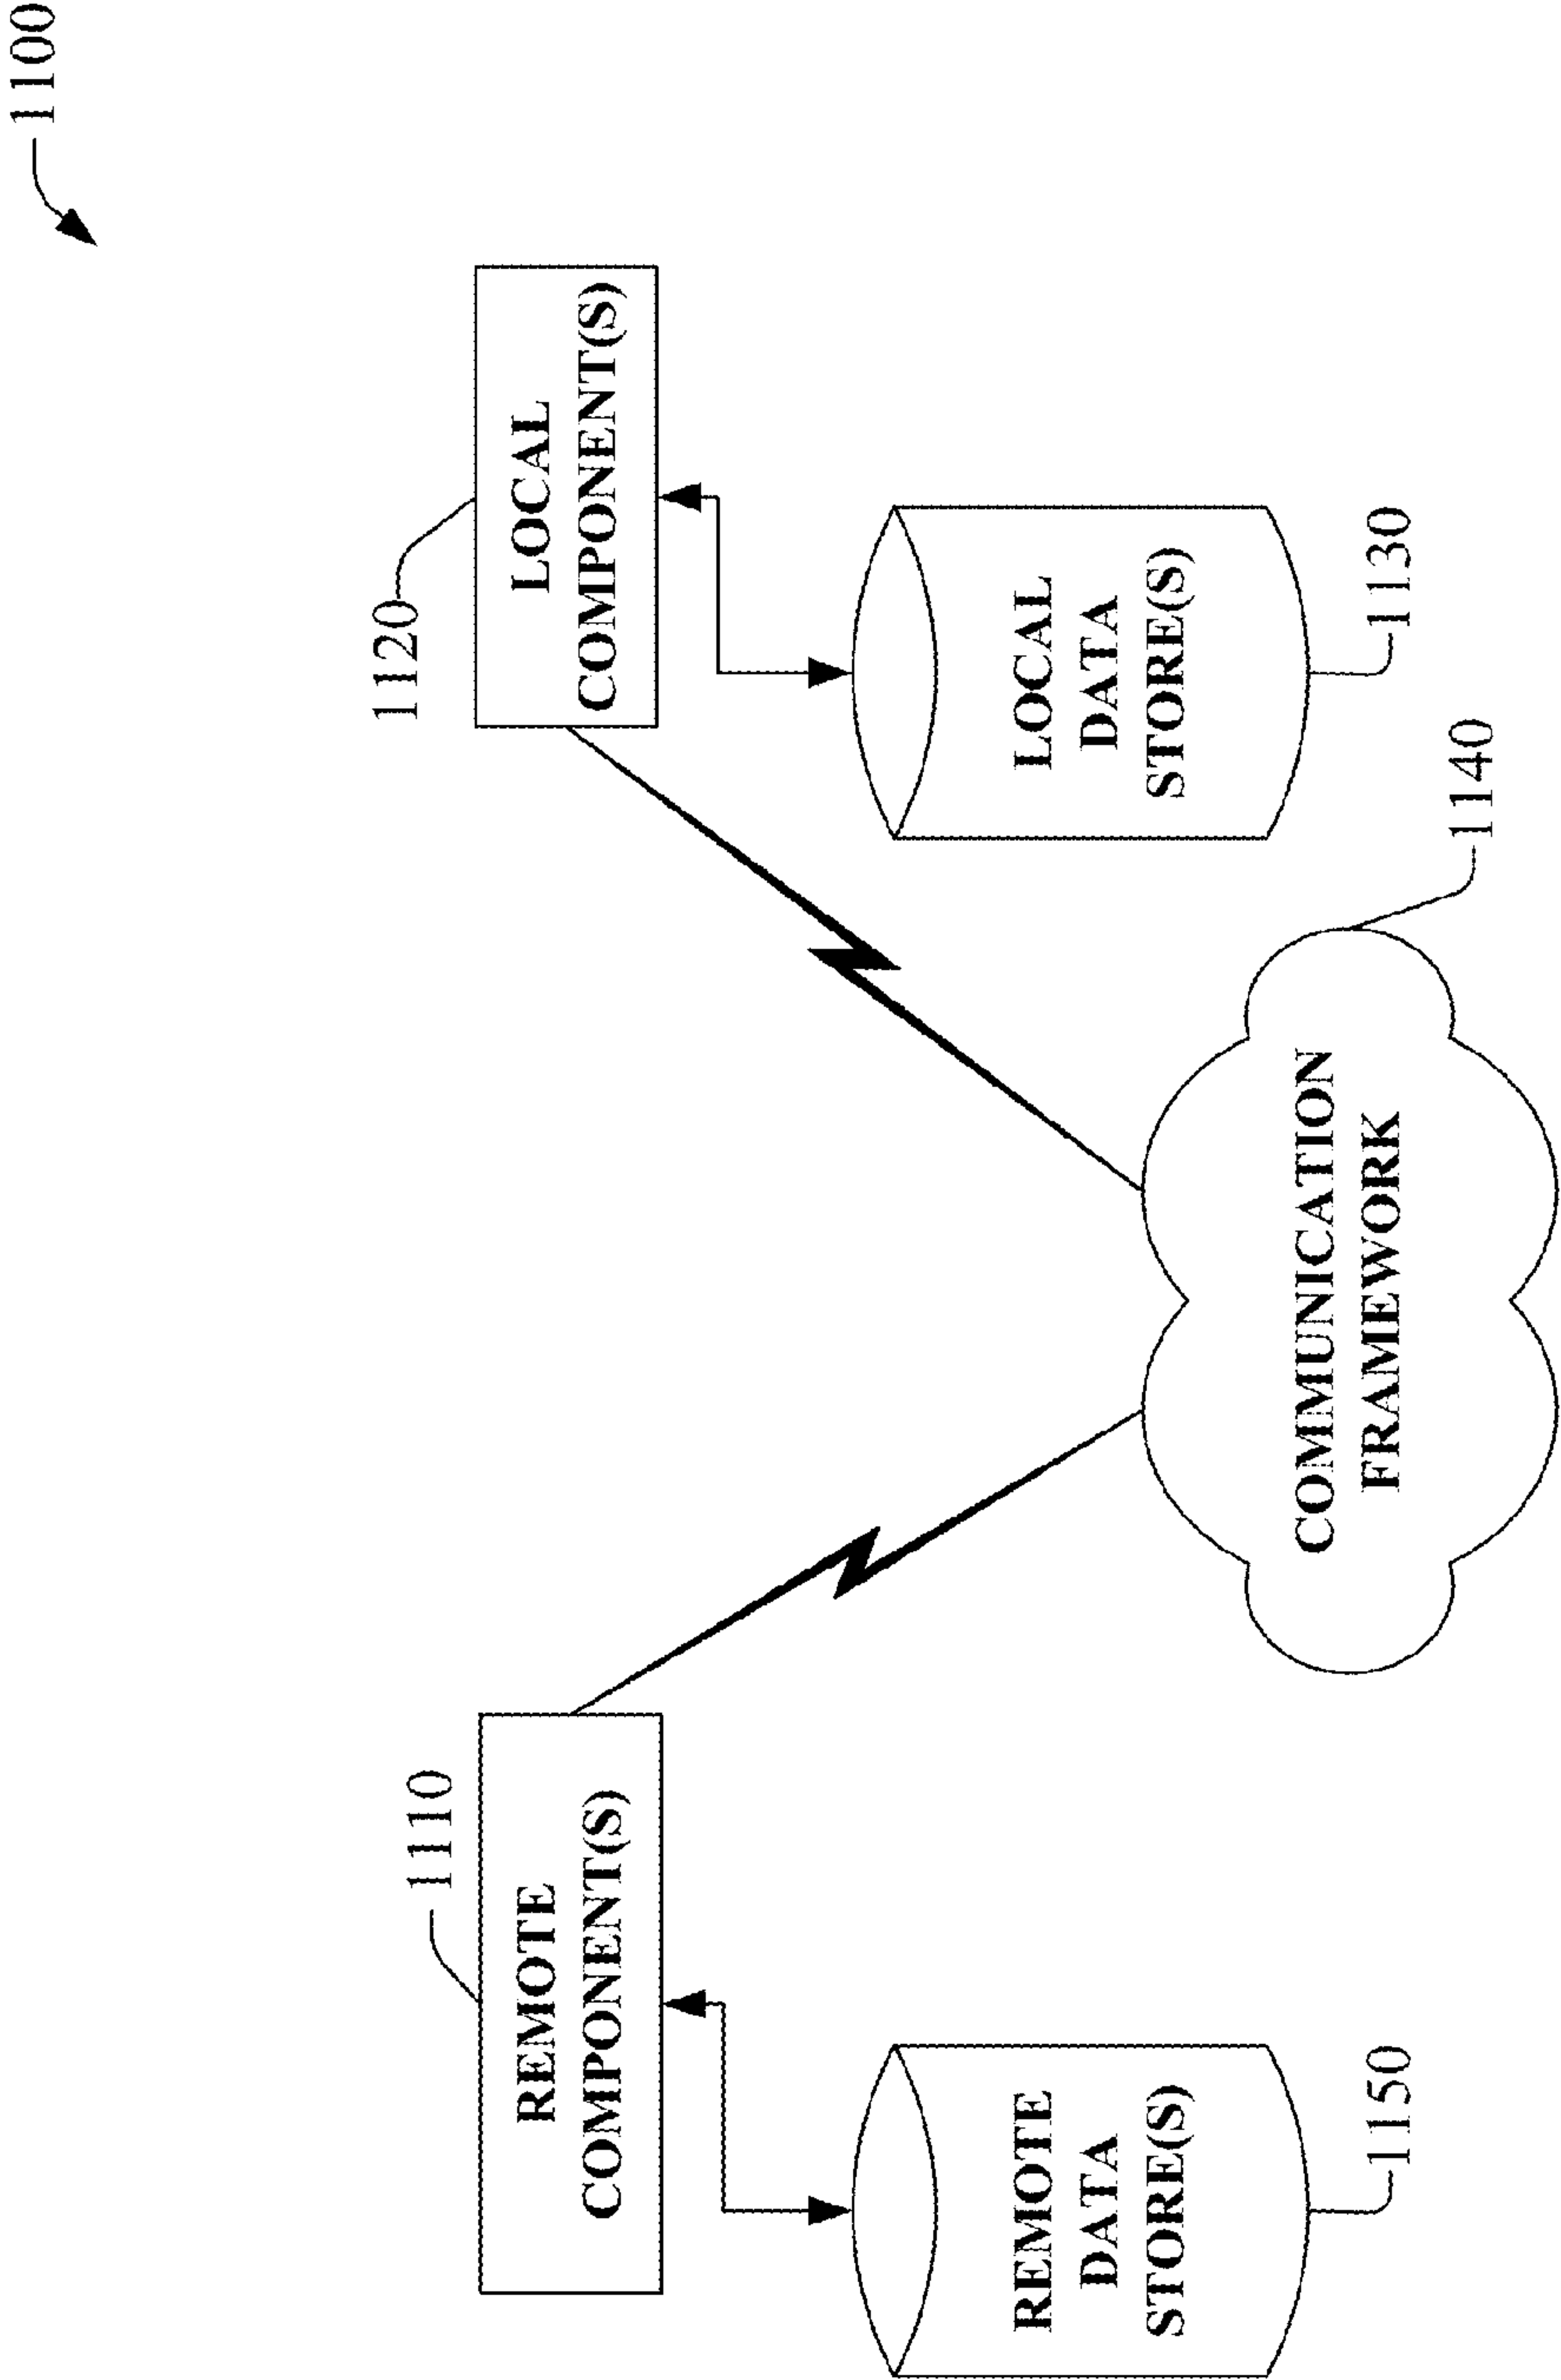 1100
1110
REMOTE
COMPONENT(S)
1120
LOCAL
COMPONENT(S)
REMOTE
DATA
STORE(S)
1150
LOCAL
DATA
STORE(S)
1130
COMMUNICATION
FRAMEWORK
1140